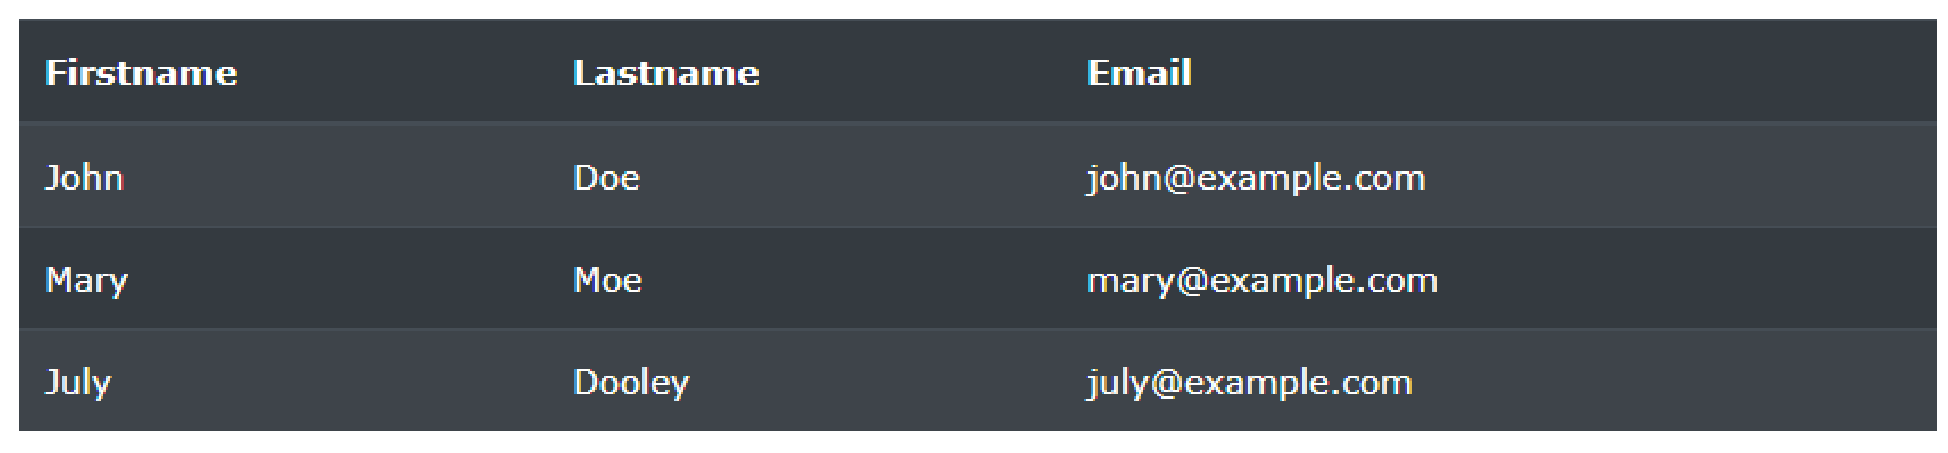 Firstname Lastname Email
John Doe john@example.com
Mary Moe mary@example.com
July Dooley july@example.com